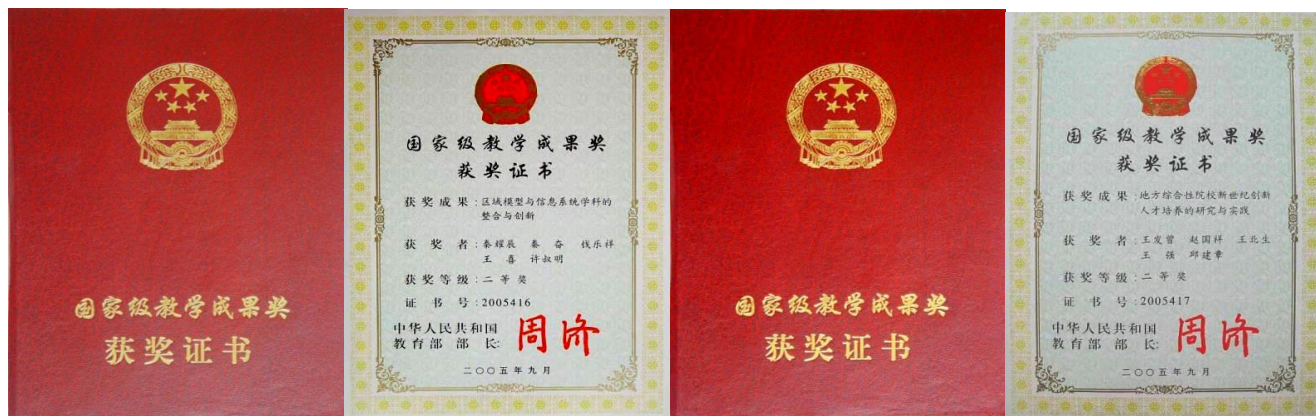 国家级教学成果奖
获奖证书
国家级教学成果奖
获奖证书
获奖成果:区域模型与信息系统学科的
整合与创新
获奖者:秦耀辰 秦奋 钱乐祥
王喜 许叔明
获奖等级:二等奖
证书号:2005416
中华人民共和国
教育部部长:
周济
二〇〇五年九月
国家级教学成果奖
获奖证书
国家级教学成果奖
获奖证书
获奖成果:地方综合性院校新世纪创新
人才培养的研究与实践
获奖者:王发曾 赵国祥 王北生
王强 邱建章
获奖等级:二等奖
证书号:2005417
中华人民共和国
教育部部长:
周济
二〇〇五年九月